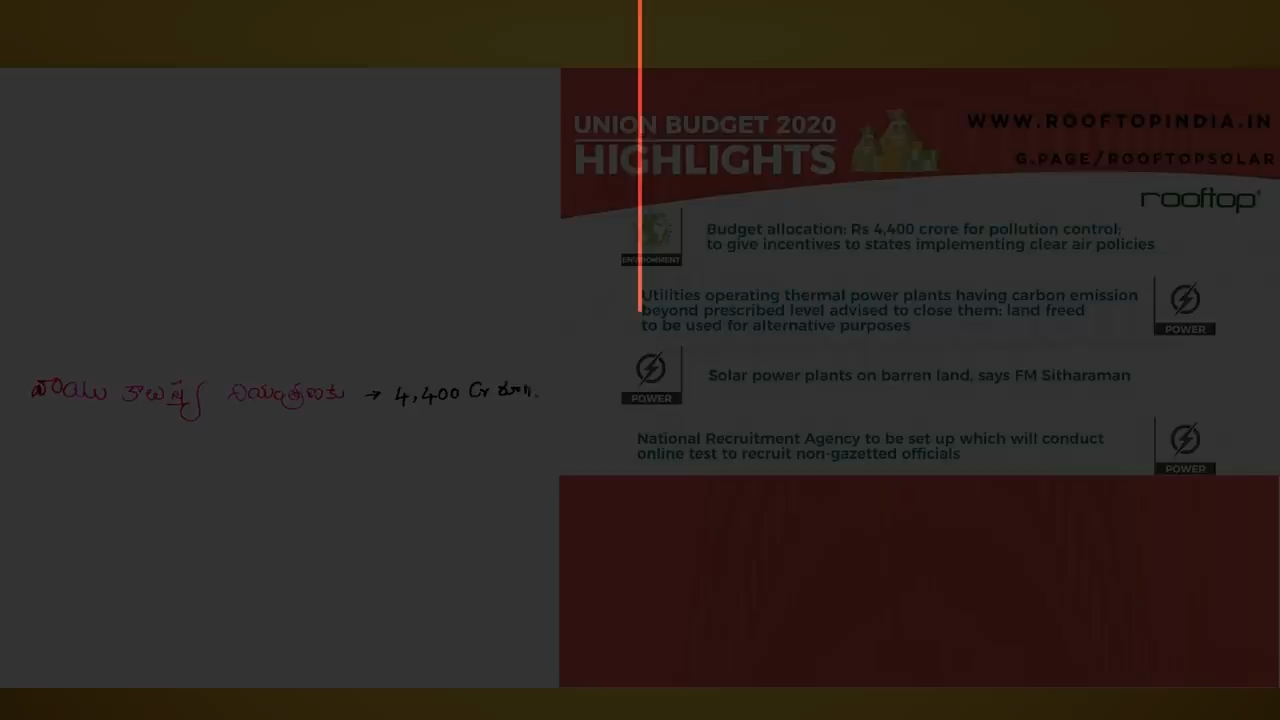 వాయు కాలుష్య నియంత్రణకు → 4,400 Cr రూ॥.
UNION BUDGET 2020
HIGHLIGHTS
WWW.ROOFTOPINDIA.IN
G.PAGE/ROOFTOPSOLAR
rooftop
ENVIRONMENT
Budget allocation: Rs 4,400 crore for pollution control;
to give incentives to states implementing clear air policies
Utilities operating thermal power plants having carbon emission
beyond prescribed level advised to close them: land freed
to be used for alternative purposes
POWER
POWER
Solar power plants on barren land, says FM Sitharaman
National Recruitment Agency to be set up which will conduct
online test to recruit non-gazetted officials
POWER